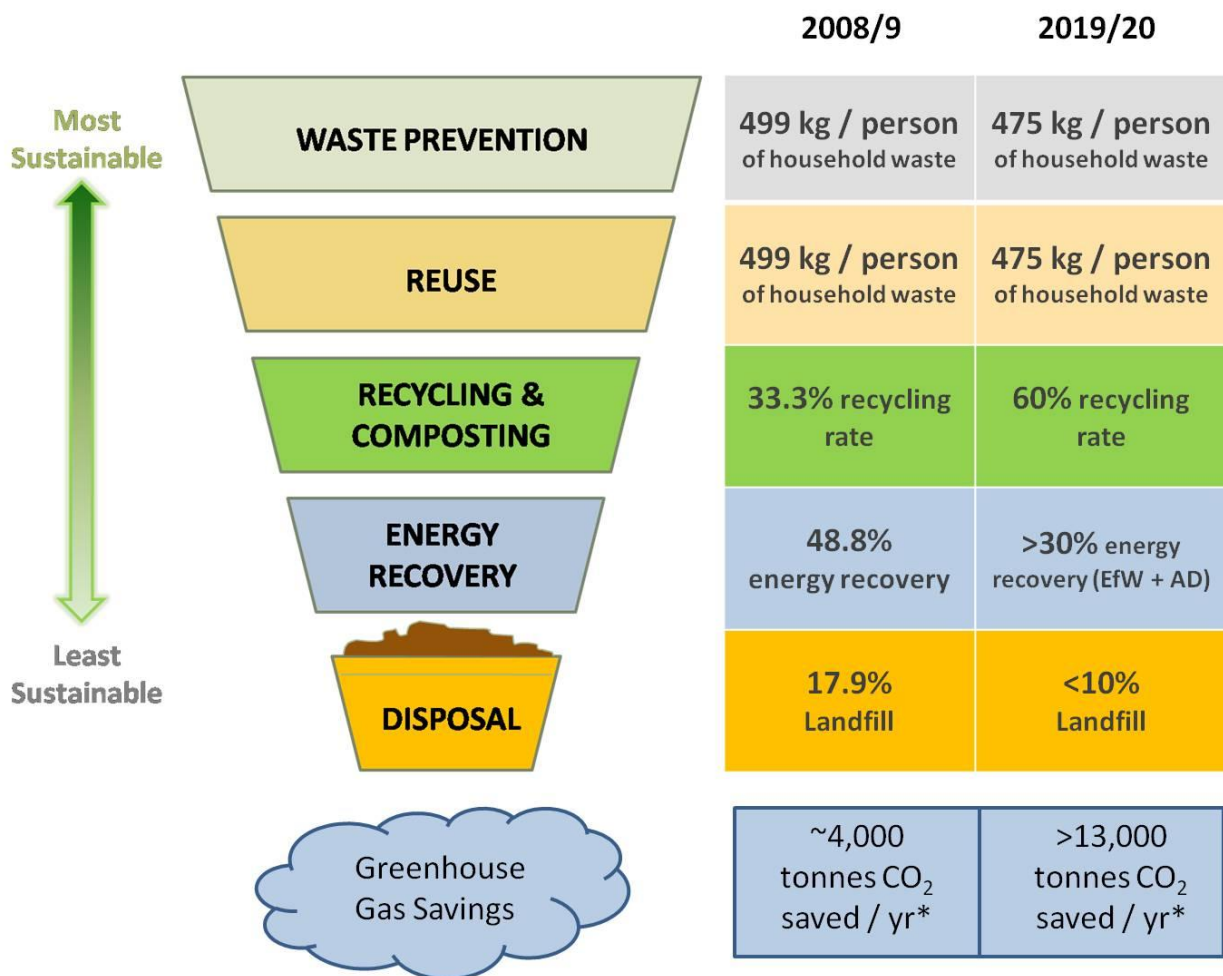 2008/9 2019/20
Most
Sustainable
WASTE PREVENTION
499 kg / person
of household waste
475 kg / person
of household waste
REUSE
499 kg / person
of household waste
475 kg / person
of household waste
RECYCLING &
COMPOSTING
33.3% recycling
rate
60% recycling
rate
ENERGY
RECOVERY
48.8%
energy recovery
>30% energy
recovery (EfW + AD)
Least
Sustainable
DISPOSAL
17.9%
Landfill
<10%
Landfill
Greenhouse
Gas Savings
~4,000
tonnes CO₂
saved / yr*
>13,000
tonnes CO₂
saved / yr*